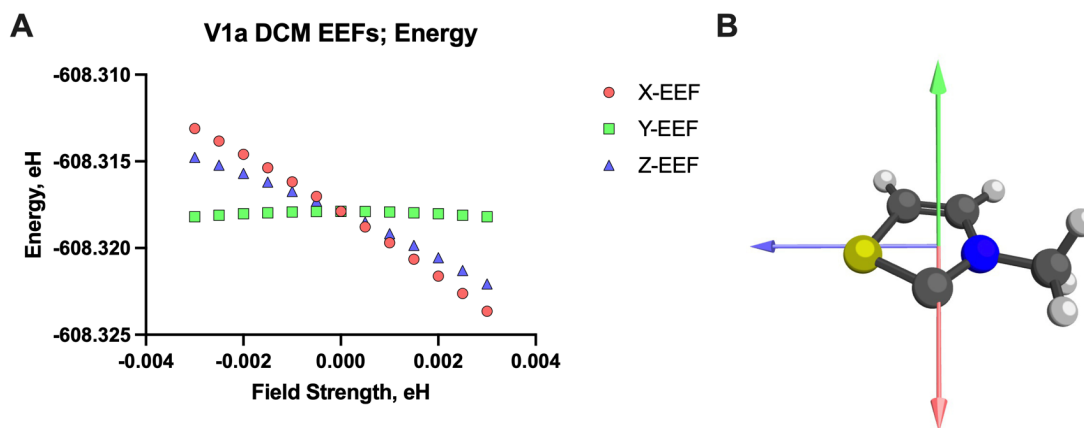 A
V1a DCM EEFs; Energy
B
-608.310
-608.315
-608.320
-608.325
Energy, eH
-0.004
-0.002
0.000
0.002
0.004
Field Strength, eH
X-EEF
Y-EEF
Z-EEF